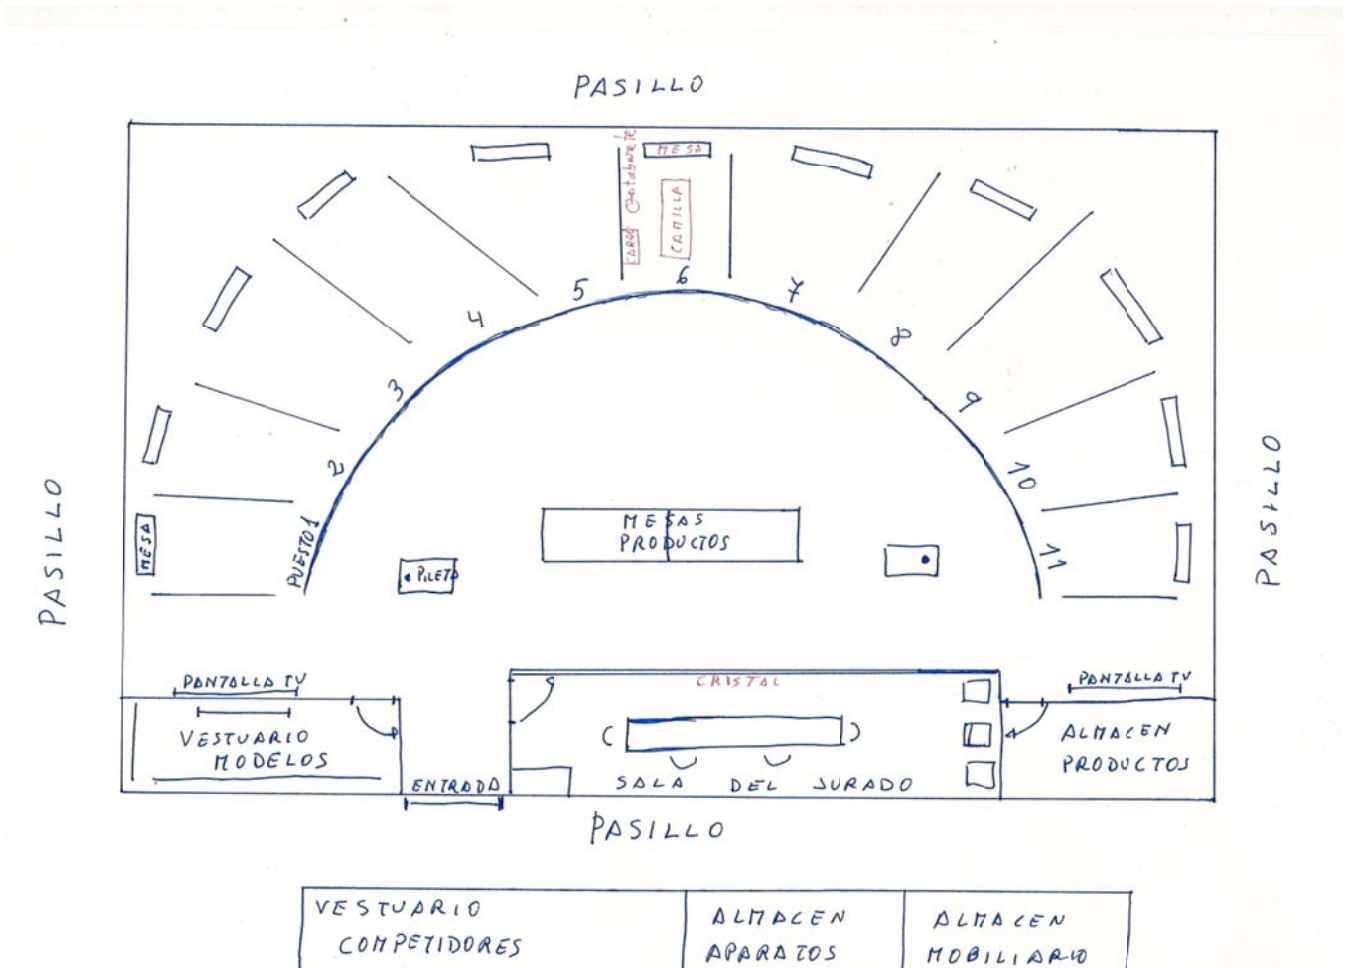 PASILLO
MESA
@otaburete
CARRO
CAMILLA
6
5
7
4
8
3
9
2
10
PUESTO 1
11
MESA
PASILLO
PASILLO
MESAS
PRODUCTOS
PILETA
PANTALLA TV
CRISTAL
PANTALLA TV
VESTUARIO
MODELOS
ENTRADA
SALA DEL JURADO
ALMACEN
PRODUCTOS
PASILLO
VESTUARIO
COMPETIDORES
ALMACEN
APARATOS
ALMACEN
MOBILIARIO